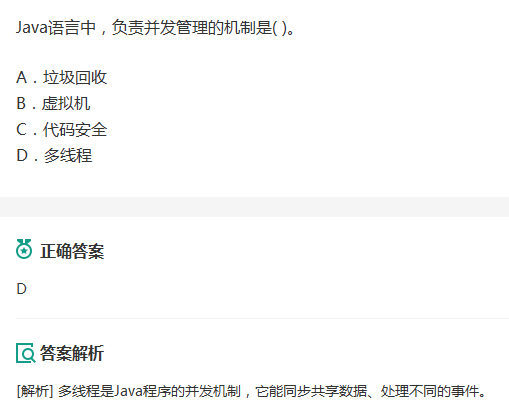 Java语言中，负责并发管理的机制是( )。
A．垃圾回收
B．虚拟机
C．代码安全
D．多线程
正确答案
D
答案解析
[解析] 多线程是Java程序的并发机制，它能同步共享数据、处理不同的事件。